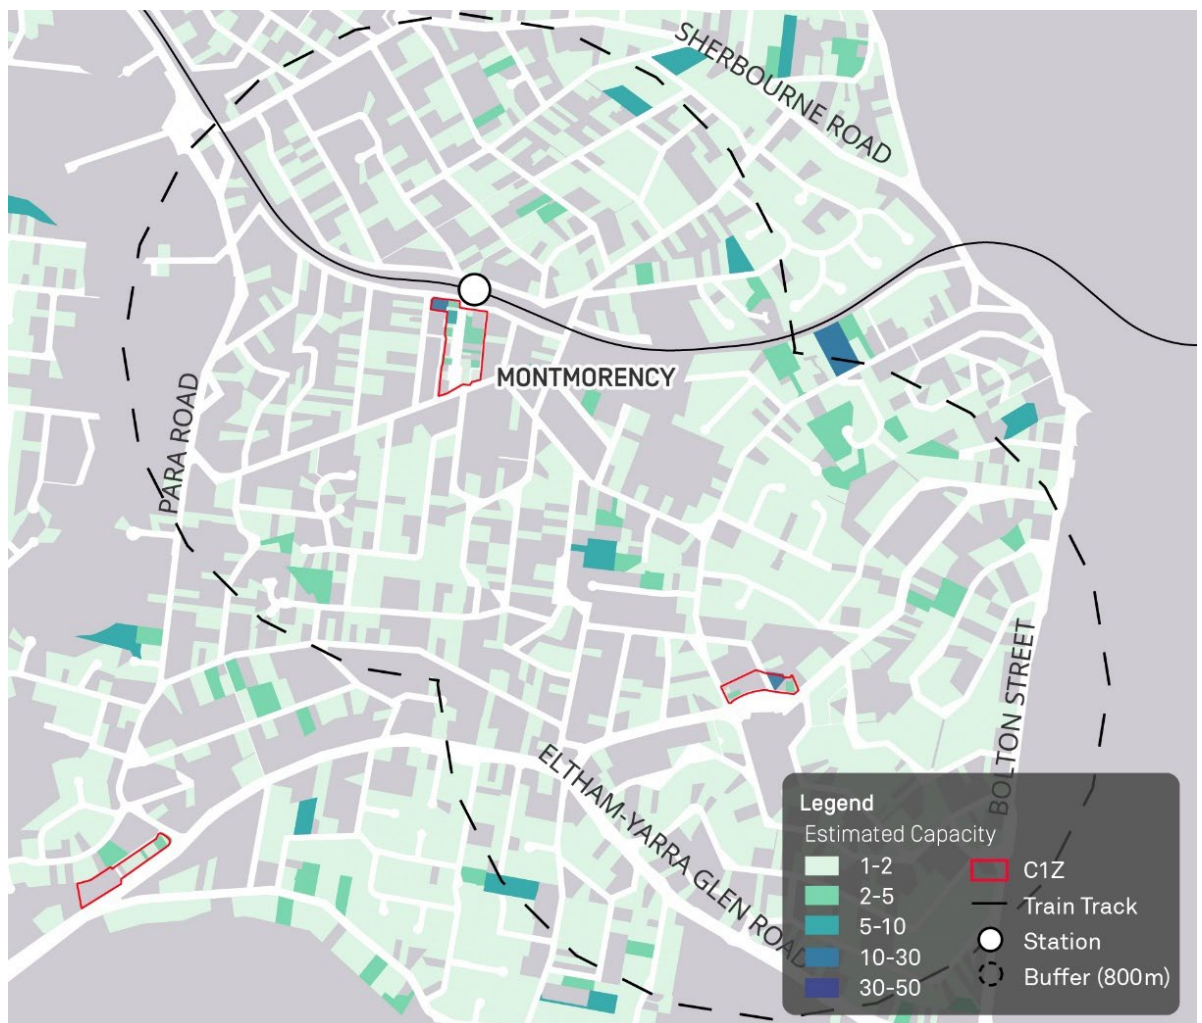 SHERBOURNE ROAD
MONTMORENCY
PARA ROAD
ELTHAM-YARRA GLEN ROAD
BOLTON STREET
Legend
Estimated Capacity
1-2
2-5
5-10
10-30
30-50
C1Z
Train Track
Station
Buffer (800m)